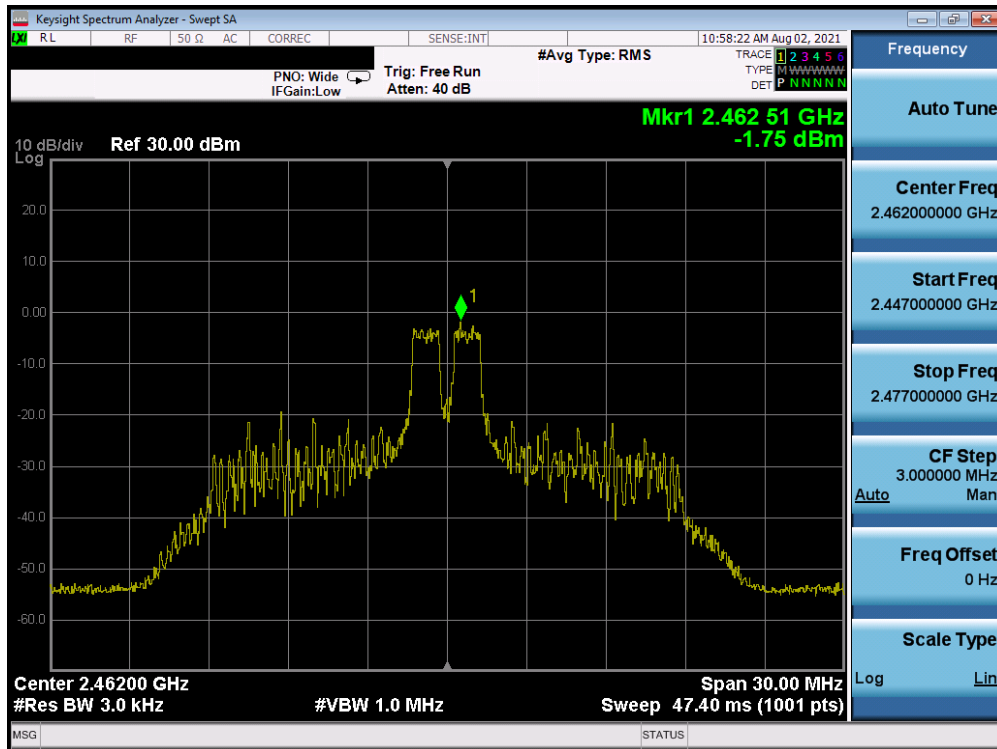 Keysight Spectrum Analyzer - Swept SA
LXI RL RF 50 Ω AC CORREC SENSE:INT 10:58:22 AM Aug 02, 2021
PNO: Wide
IFGain:Low
Trig: Free Run
Atten: 40 dB
#Avg Type: RMS
TRACE 1 2 3 4 5 6
TYPE M W W W W W
DET P N N N N N
Mkr1 2.462 51 GHz
-1.75 dBm
10 dB/div
Log
Ref 30.00 dBm
20.0
10.0
0.00
-10.0
-20.0
-30.0
-40.0
-50.0
-60.0
1
Center 2.46200 GHz
Span 30.00 MHz
#Res BW 3.0 kHz
#VBW 1.0 MHz
Sweep 47.40 ms (1001 pts)
MSG
STATUS
Frequency
Auto Tune
Center Freq
2.462000000 GHz
Start Freq
2.447000000 GHz
Stop Freq
2.477000000 GHz
CF Step
3.000000 MHz
Auto Man
Freq Offset
0 Hz
Scale Type
Log Lin